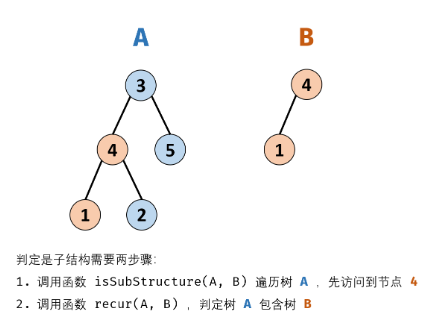 A B
3 4
4 5 1
1 2
判定是子结构需要两步骤:
1. 调用函数 isSubStructure(A, B) 遍历树 A ，先访问到节点 4
2. 调用函数 recur(A, B) ，判定树 A 包含树 B